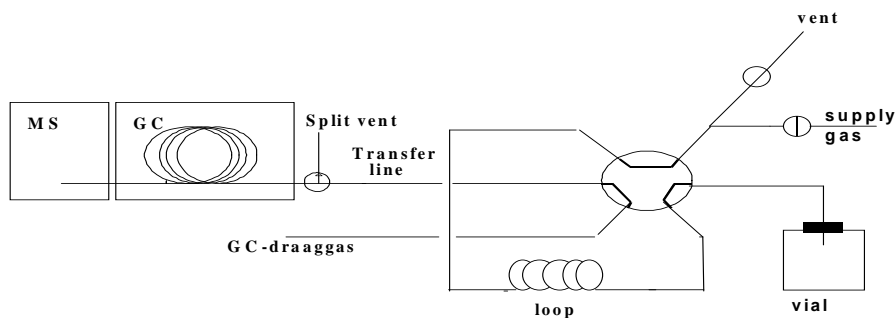 vent
supply
gas
MS
GC
Split vent
Transfer
line
GC-draaggas
loop
vial